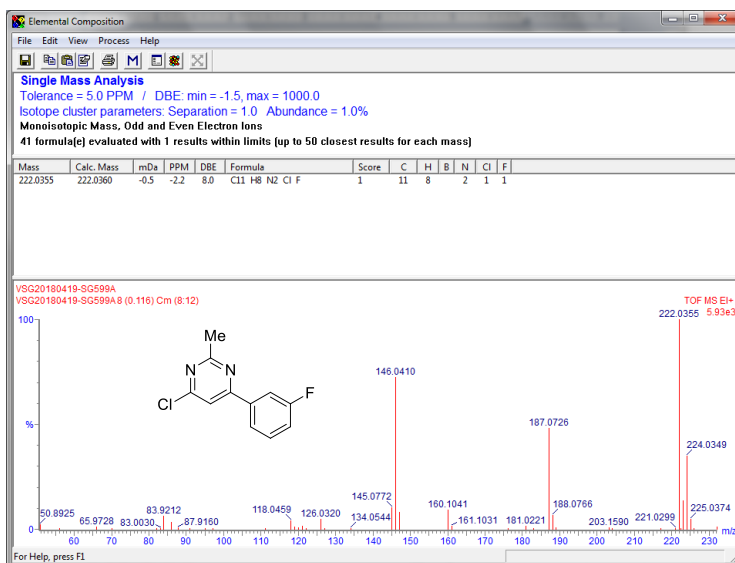 Elemental Composition
File Edit View Process Help
Single Mass Analysis
Tolerance = 5.0 PPM / DBE: min = -1.5, max = 1000.0
Isotope cluster parameters: Separation = 1.0 Abundance = 1.0%
Monoisotopic Mass, Odd and Even Electron Ions
41 formula(e) evaluated with 1 results within limits (up to 50 closest results for each mass)
Mass Calc. Mass mDa PPM DBE Formula Score C H B N Cl F
222.0355 222.0360 -0.5 -2.2 8.0 C11 H8 N2 Cl F 1 11 8 2 1 1
VSG20180419-SG599A
VSG20180419-SG599A 8 (0.116) Cm (8:12)
TOF MS EI+
5.93e3
100
%
0
222.0355
146.0410
187.0726
224.0349
145.0772
50.8925
65.9728
83.0030
83.9212
87.9160
118.0459
126.0320
134.0544
160.1041
161.1031
181.0221
188.0766
203.1590
221.0299
225.0374
Me
N N
Cl
F
60 70 80 90 100 110 120 130 140 150 160 170 180 190 200 210 220 230 m/z
For Help, press F1